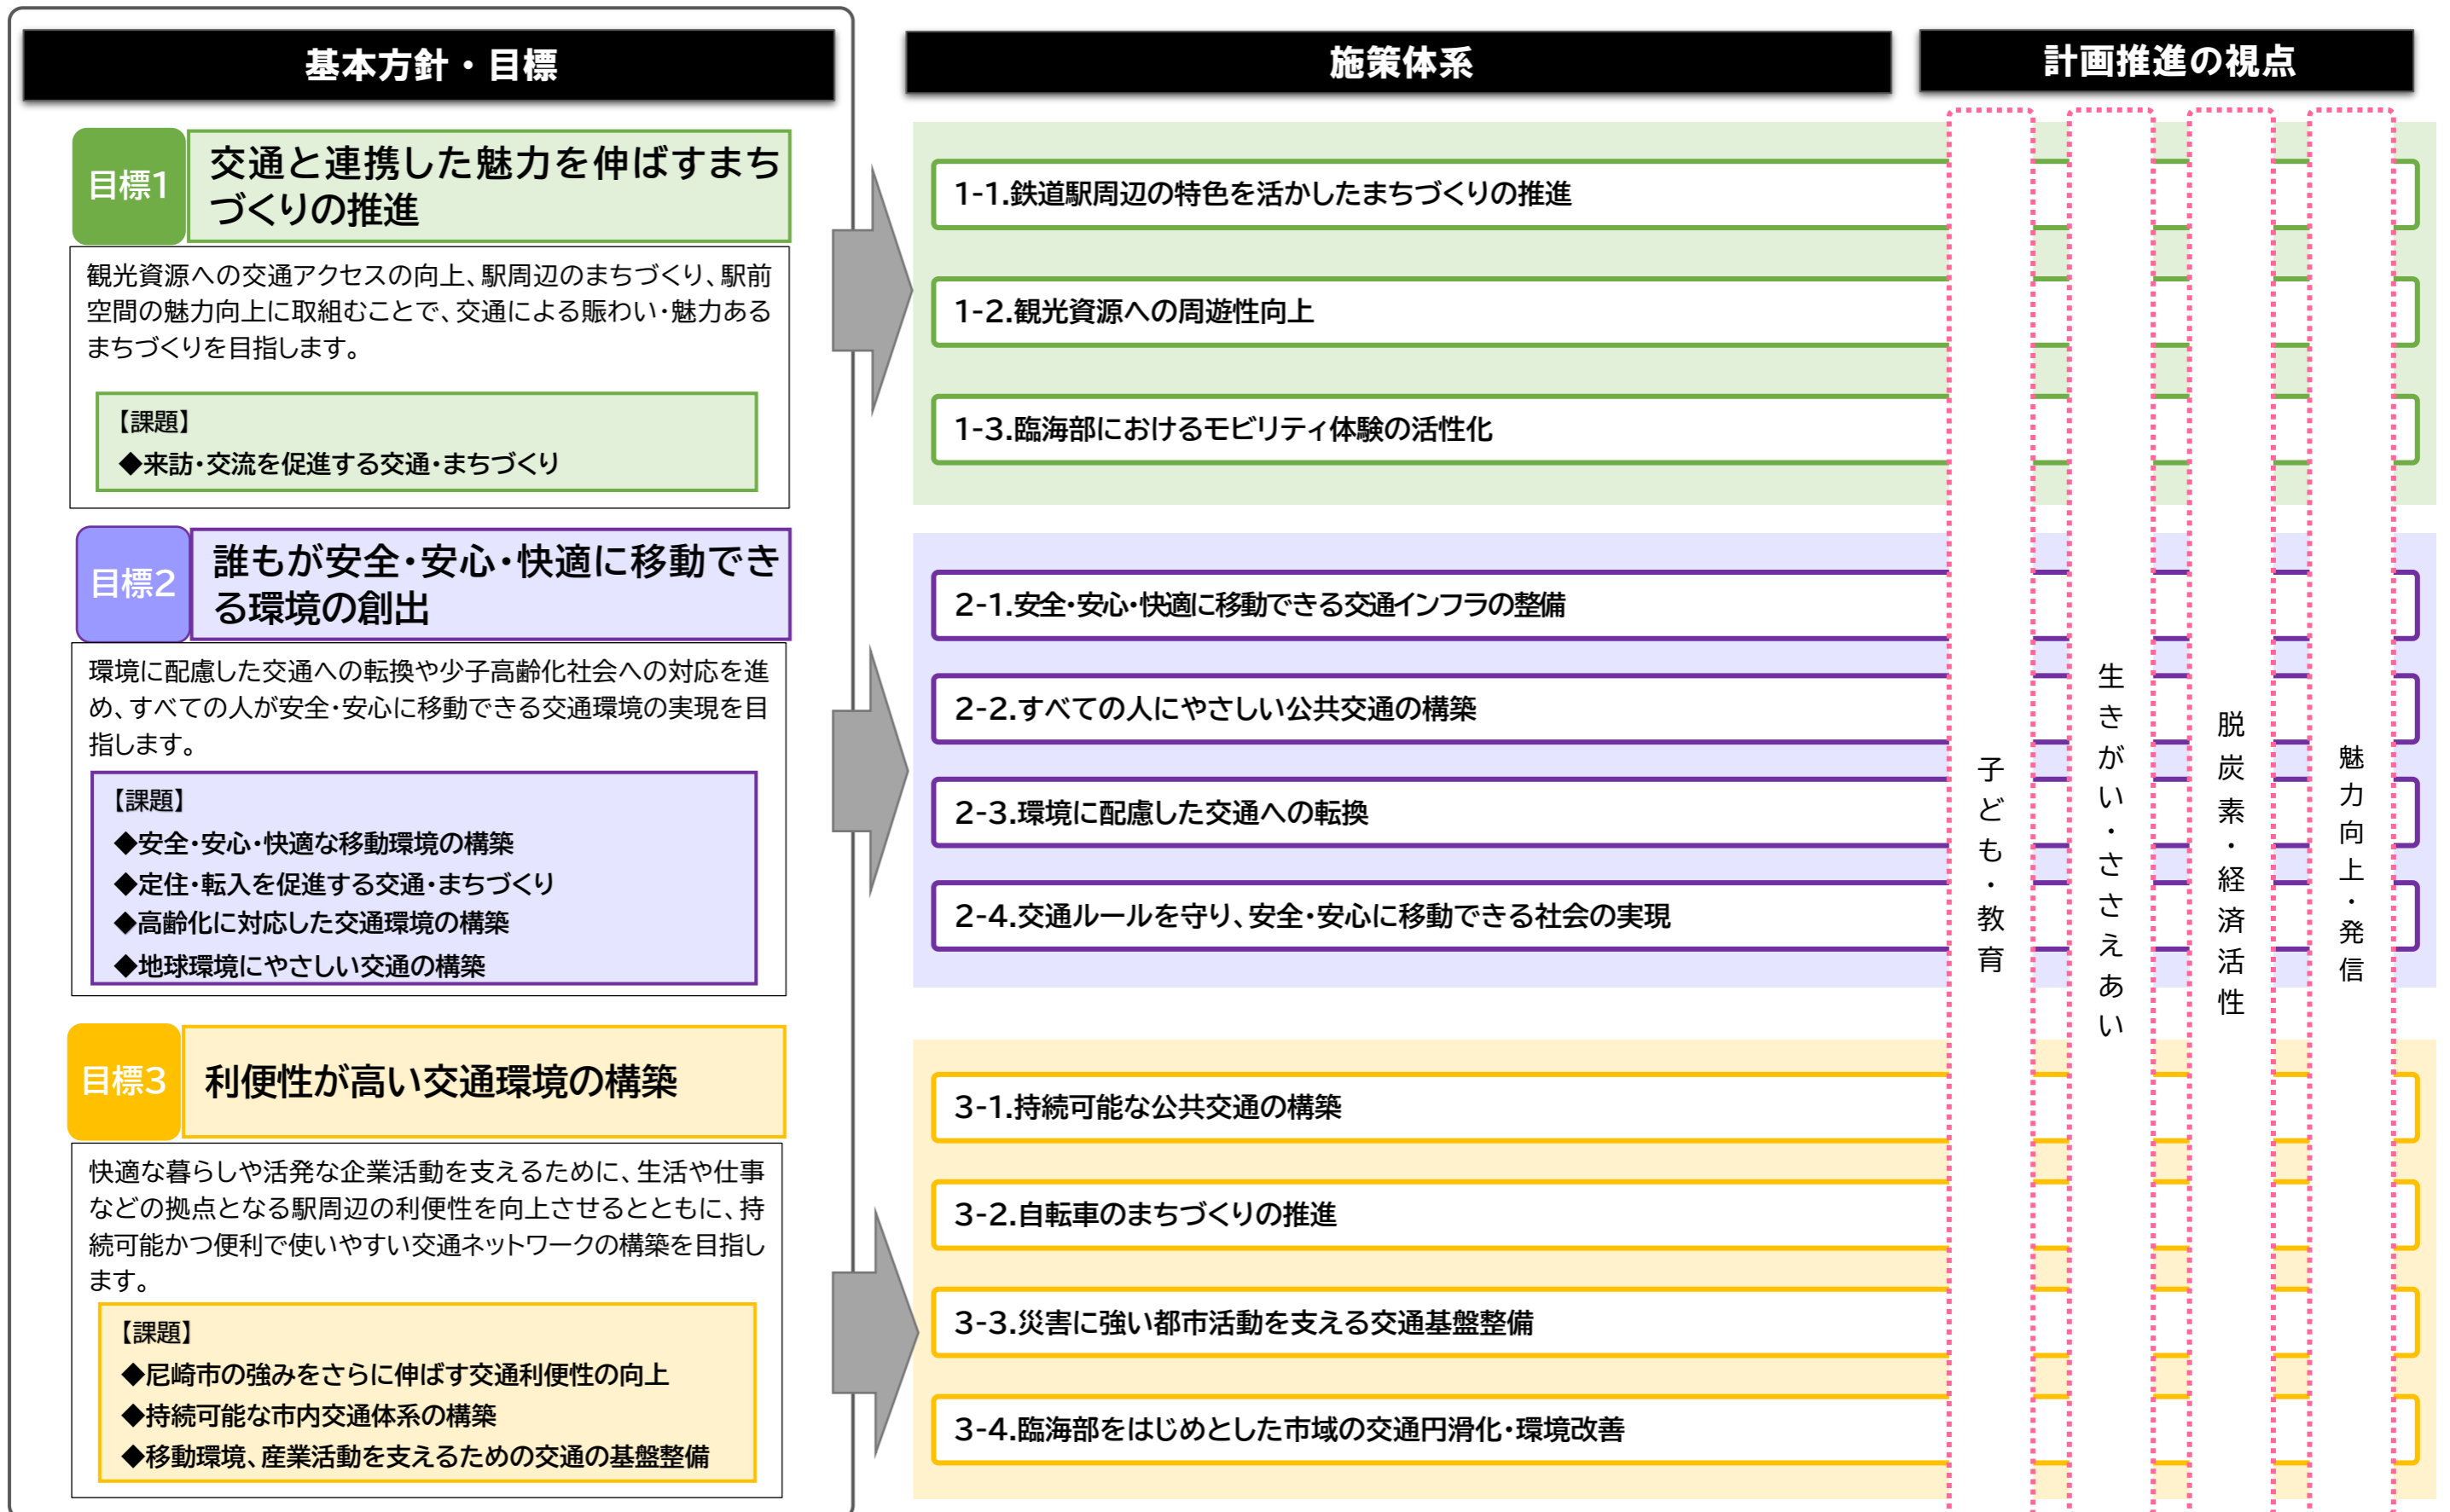 基本方針・目標
施策体系
計画推進の視点
目標1
交通と連携した魅力を伸ばすまち
づくりの推進
観光資源への交通アクセスの向上、駅周辺のまちづくり、駅前
空間の魅力向上に取組むことで、交通による賑わい・魅力ある
まちづくりを目指します。
【課題】
◆来訪・交流を促進する交通・まちづくり
1-1.鉄道駅周辺の特色を活かしたまちづくりの推進
1-2.観光資源への周遊性向上
1-3.臨海部におけるモビリティ体験の活性化
目標2
誰もが安全・安心・快適に移動でき
る環境の創出
環境に配慮した交通への転換や少子高齢化社会への対応を進
め、すべての人が安全・安心に移動できる交通環境の実現を目
指します。
【課題】
◆安全・安心・快適な移動環境の構築
◆定住・転入を促進する交通・まちづくり
◆高齢化に対応した交通環境の構築
◆地球環境にやさしい交通の構築
2-1.安全・安心・快適に移動できる交通インフラの整備
2-2.すべての人にやさしい公共交通の構築
2-3.環境に配慮した交通への転換
2-4.交通ルールを守り、安全・安心に移動できる社会の実現
目標3
利便性が高い交通環境の構築
快適な暮らしや活発な企業活動を支えるために、生活や仕事
などの拠点となる駅周辺の利便性を向上させるとともに、持
続可能かつ便利で使いやすい交通ネットワークの構築を目指し
ます。
【課題】
◆尼崎市の強みをさらに伸ばす交通利便性の向上
◆持続可能な市内交通体系の構築
◆移動環境、産業活動を支えるための交通の基盤整備
3-1.持続可能な公共交通の構築
3-2.自転車のまちづくりの推進
3-3.災害に強い都市活動を支える交通基盤整備
3-4.臨海部をはじめとした市域の交通円滑化・環境改善
子ども・教育
生きがい・ささえあい
脱炭素・経済活性
魅力向上・発信